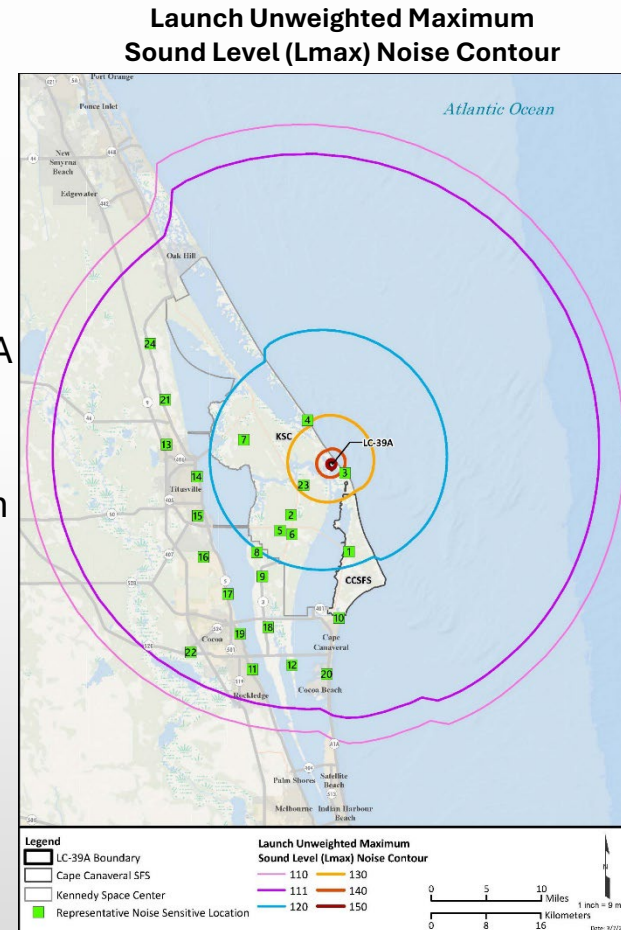 Launch Unweighted Maximum
Sound Level (Lmax) Noise Contour
Port Orange
Ponce Inlet
Atlantic Ocean
New
Smyrna
Beach
Edgewater
Oak Hill
A
24
21
4
KSC
7
LC-39A
13
3
14
23
n
Titusville
15
2
5
6
16
8
1
9
CCSFS
17
10
18
19
Cocoa
Cape
Canaveral
22
11
12
20
Rockledge
Cocoa Beach
Palm Shores
Satellite
Beach
Melbourne
Indian Harbour
Beach
Legend
LC-39A Boundary
Cape Canaveral SFS
Kennedy Space Center
Representative Noise Sensitive Location
Launch Unweighted Maximum
Sound Level (Lmax) Noise Contour
110 130
111 140
120 150
N
0 5 10
Miles
Kilometers
0 8 16
1 inch = 9 m